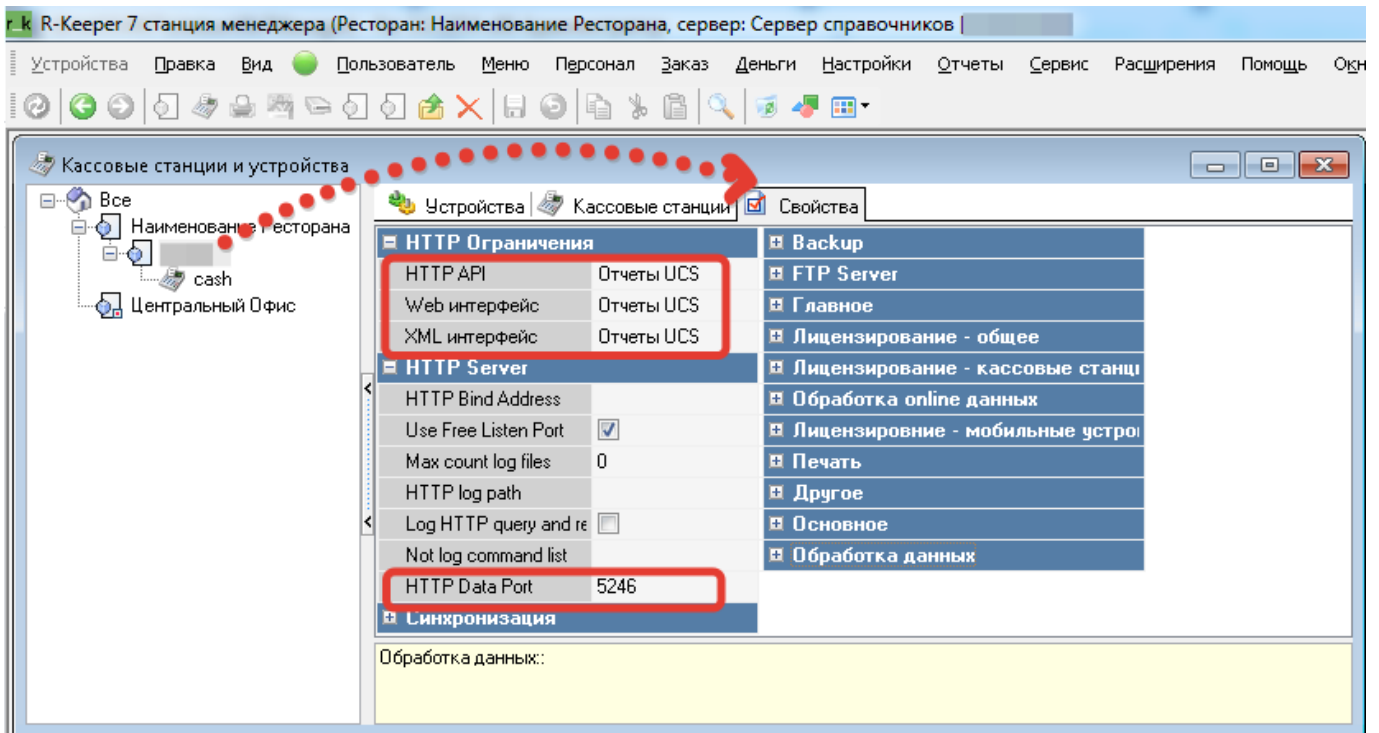 r_k R-Keeper 7 станция менеджера (Ресторан: Наименование Ресторана, сервер: Сервер справочников |
Устройства Правка Вид Пользователь Меню Персонал Заказ Деньги Настройки Отчеты Сервис Расширения Помощь Окн
Кассовые станции и устройства
Все
Наименование Ресторана
cash
Центральный Офис
Устройства Кассовые станции Свойства
HTTP Ограничения
HTTP API Отчеты UCS
Web интерфейс Отчеты UCS
XML интерфейс Отчеты UCS
HTTP Server
HTTP Bind Address
Use Free Listen Port
Max count log files 0
HTTP log path
Log HTTP query and re
Not log command list
HTTP Data Port 5246
Синхронизация
Backup
FTP Server
Главное
Лицензирование - общее
Лицензирование - кассовые станци
Обработка online данных
Лицензировние - мобильные устро
Печать
Другое
Основное
Обработка данных
Обработка данных::